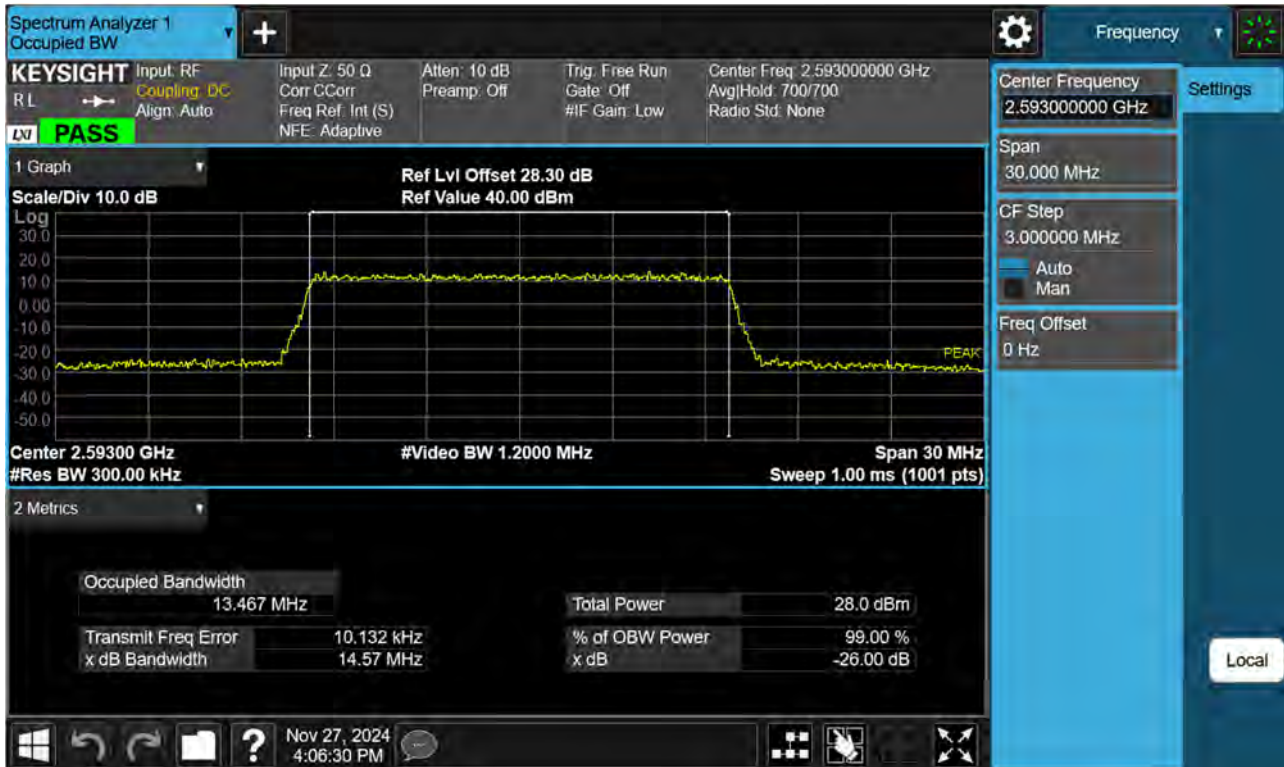 Spectrum Analyzer 1
Occupied BW
+
Frequency
KEYSIGHT
RL
LXI
PASS
Input: RF
Coupling: DC
Align: Auto
Input Z: 50 Ω
Corr CCorr
Freq Ref: Int (S)
NFE: Adaptive
Atten: 10 dB
Preamp: Off
Trig: Free Run
Gate: Off
#IF Gain: Low
Center Freq: 2.593000000 GHz
Avg|Hold: 700/700
Radio Std: None
Center Frequency
2.593000000 GHz
Settings
Span
30.000 MHz
CF Step
3.000000 MHz
Auto
Man
Freq Offset
0 Hz
Local
1 Graph
Scale/Div 10.0 dB
Ref Lvl Offset 28.30 dB
Ref Value 40.00 dBm
Log
30.0
20.0
10.0
0.00
-10.0
-20.0
-30.0
-40.0
-50.0
PEAK
Center 2.59300 GHz
#Video BW 1.2000 MHz
Span 30 MHz
#Res BW 300.00 kHz
Sweep 1.00 ms (1001 pts)
2 Metrics
Occupied Bandwidth
13.467 MHz
Total Power 28.0 dBm
Transmit Freq Error 10.132 kHz
% of OBW Power 99.00 %
x dB Bandwidth 14.57 MHz
x dB -26.00 dB
?
Nov 27, 2024
4:06:30 PM